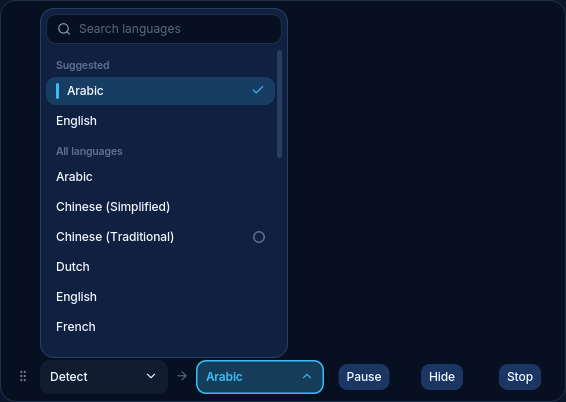 Search languages
Suggested
Arabic
English
All languages
Arabic
Chinese (Simplified)
Chinese (Traditional)
Dutch
English
French
Detect
Arabic
Pause
Hide
Stop